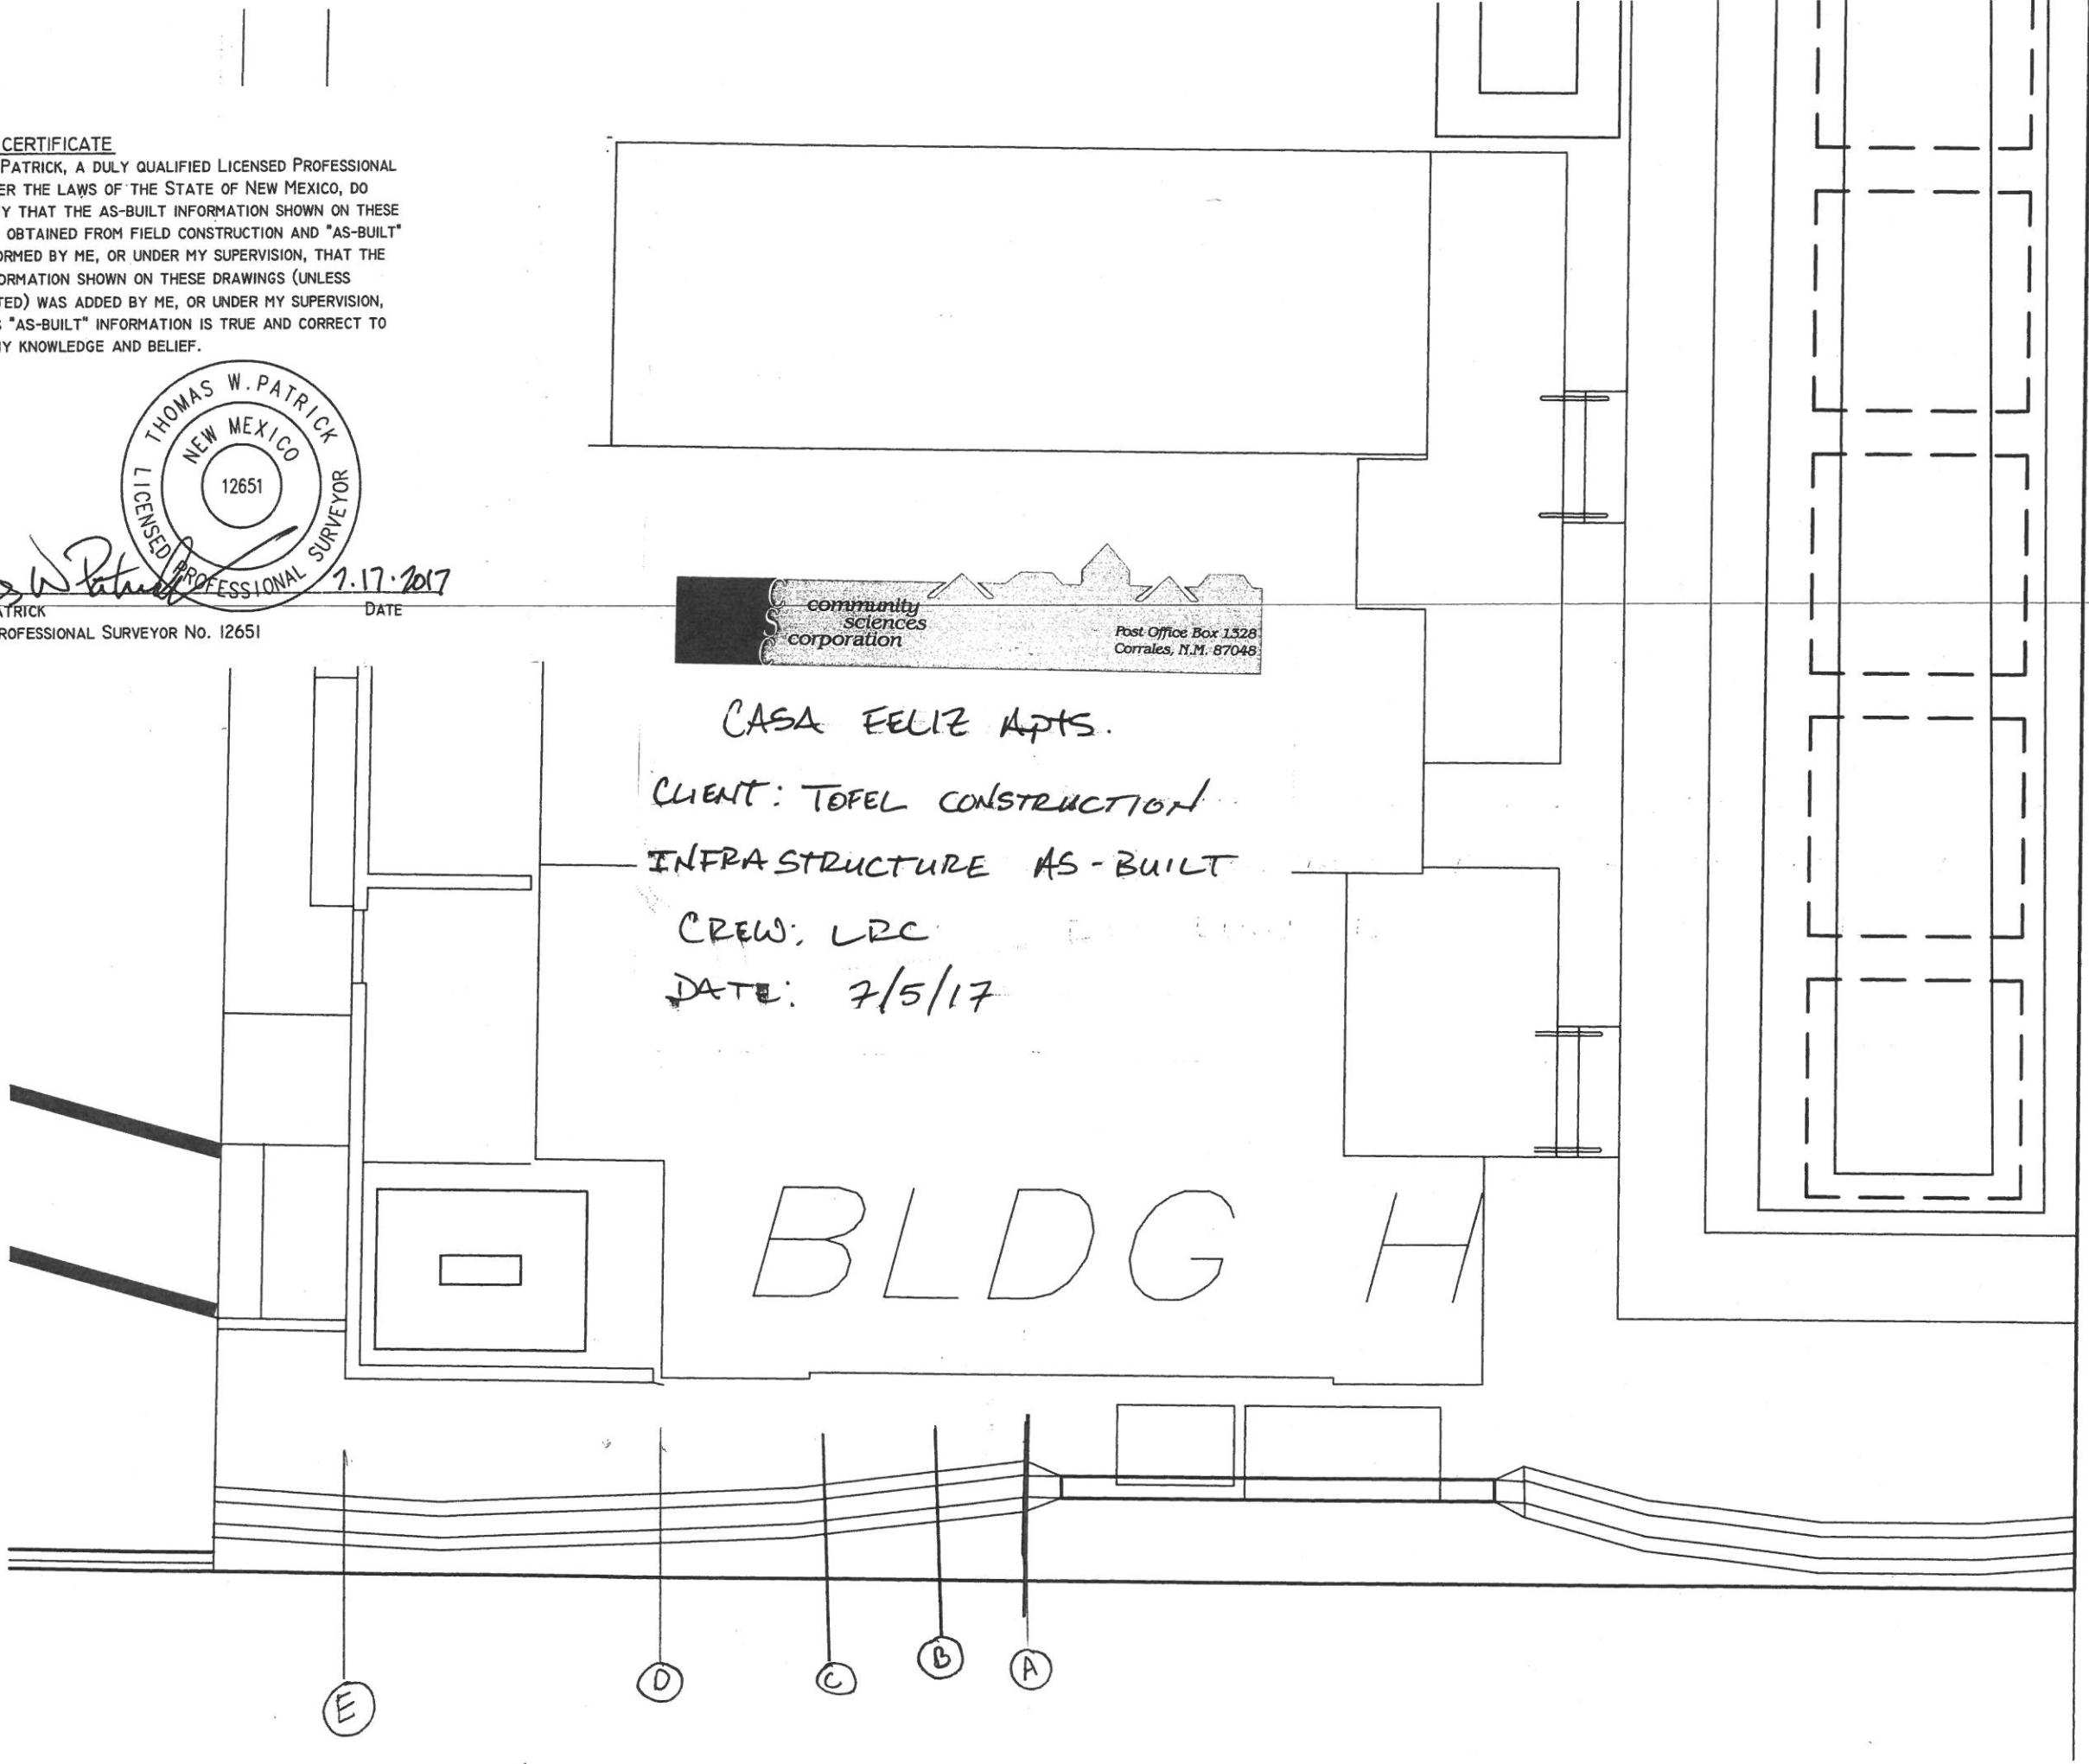 CERTIFICATE
PATRICK, A DULY QUALIFIED LICENSED PROFESSIONAL
ER THE LAWS OF THE STATE OF NEW MEXICO, DO
Y THAT THE AS-BUILT INFORMATION SHOWN ON THESE
OBTAINED FROM FIELD CONSTRUCTION AND "AS-BUILT"
ORMED BY ME, OR UNDER MY SUPERVISION, THAT THE
ORMATION SHOWN ON THESE DRAWINGS (UNLESS
TED) WAS ADDED BY ME, OR UNDER MY SUPERVISION,
S "AS-BUILT" INFORMATION IS TRUE AND CORRECT TO
MY KNOWLEDGE AND BELIEF.
THOMAS W. PATRICK
NEW MEXICO
12651
LICENSED PROFESSIONAL SURVEYOR
s W Patrick 7.17.2017
ATRICK DATE
ROFESSIONAL SURVEYOR NO. 12651
CSC
community
sciences
corporation
Post Office Box 1328
Corrales, N.M. 87048
CASA FELIZ Apts.
CLIENT: TOFEL CONSTRUCTION
INFRASTRUCTURE AS-BUILT
CREW: LRC
DATE: 7/5/17
BLDG H
E D C B A